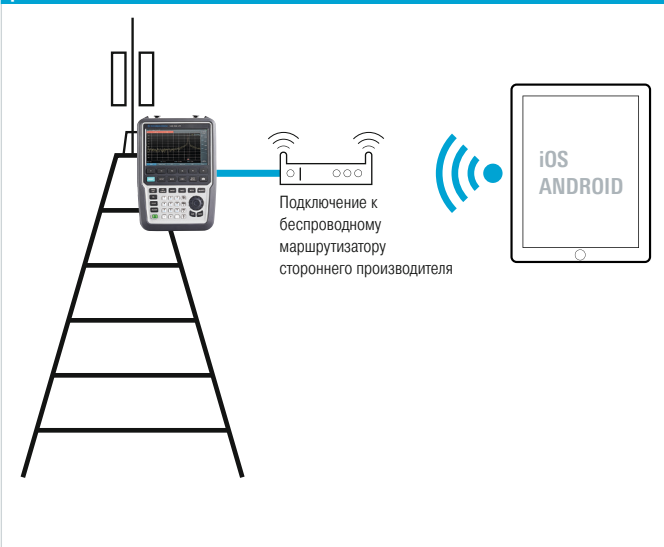 Подключение к
беспроводному
маршрутизатору
стороннего производителя
iOS
ANDROID